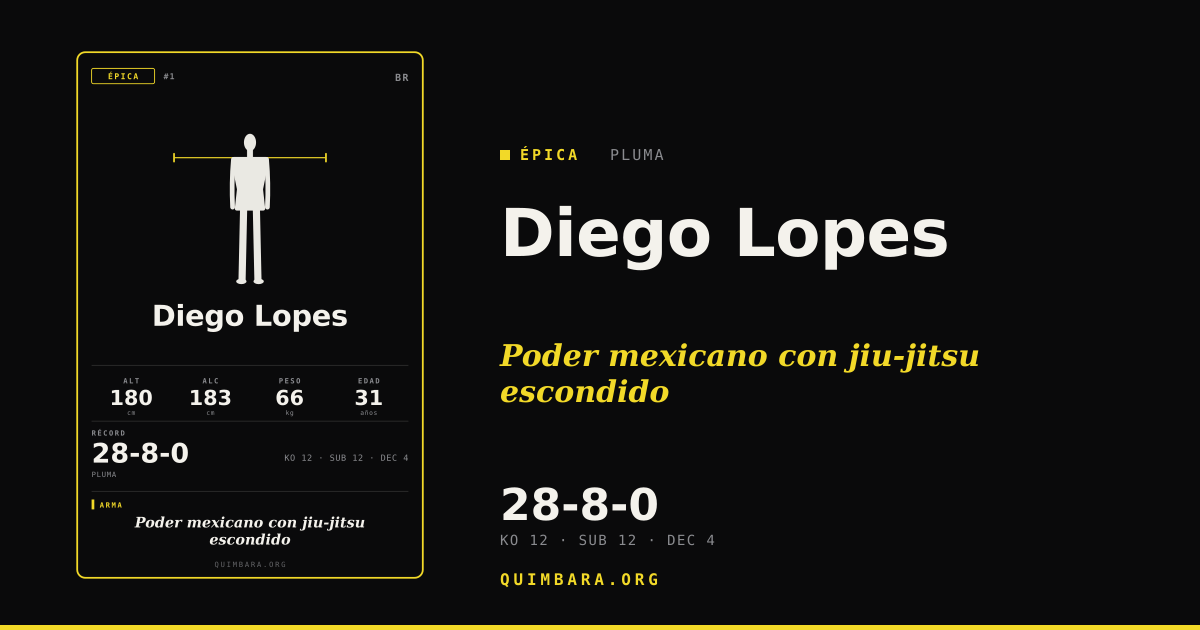 ÉPICA #1 BR
Diego Lopes
ALT ALC PESO EDAD
180 183 66 31
cm cm kg años
RÉCORD
28-8-0 KO 12 · SUB 12 · DEC 4
PLUMA
ARMA
Poder mexicano con jiu-jitsu
escondido
QUIMBARA.ORG
ÉPICA PLUMA
Diego Lopes
Poder mexicano con jiu-jitsu
escondido
28-8-0
KO 12 · SUB 12 · DEC 4
QUIMBARA.ORG